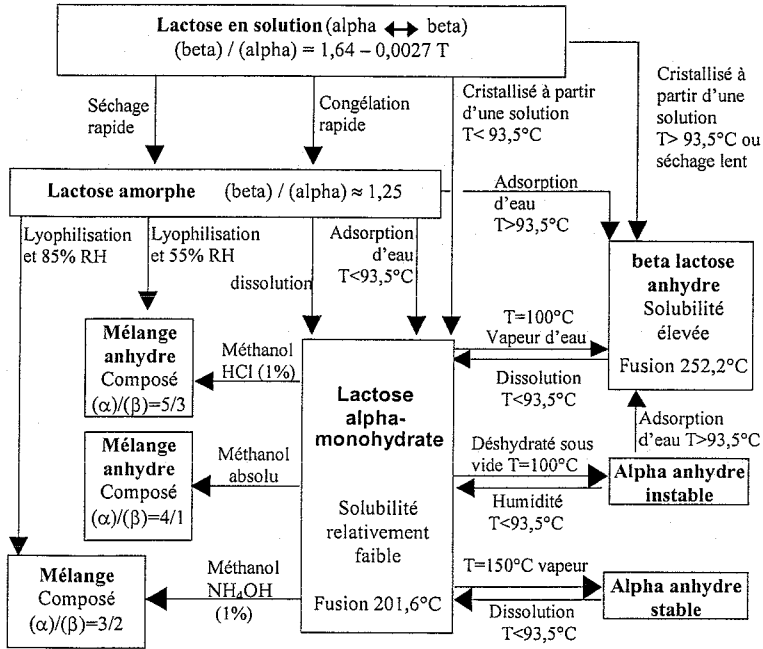 Lactose en solution (alpha ↔ beta)
(beta) / (alpha) = 1,64 – 0,0027 T
Séchage
rapide
Congélation
rapide
Cristallisé à partir
d'une solution
T< 93,5°C
Cristallisé à
partir d'une
solution
T> 93,5°C ou
séchage lent
Lactose amorphe (beta) / (alpha) ≈ 1,25
Adsorption
d'eau
T>93,5°C
Lyophilisation
et 85% RH
Lyophilisation
et 55% RH
dissolution
Adsorption
d'eau
T<93,5°C
beta lactose
anhydre
Solubilité
élevée
Fusion 252,2°C
Mélange
anhydre
Composé
(α)/(β)=5/3
Méthanol
HCl (1%)
Lactose
alpha-
monohydrate
Solubilité
relativement
faible
Fusion 201,6°C
T=100°C
Vapeur d'eau
Dissolution
T<93,5°C
Adsorption
d'eau T>93,5°C
Mélange
anhydre
Composé
(α)/(β)=4/1
Méthanol
absolu
Déshydraté sous
vide T=100°C
Humidité
T<93,5°C
Alpha anhydre
instable
Mélange
Composé
(α)/(β)=3/2
Méthanol
NH₄OH
(1%)
T=150°C vapeur
Dissolution
T<93,5°C
Alpha anhydre
stable